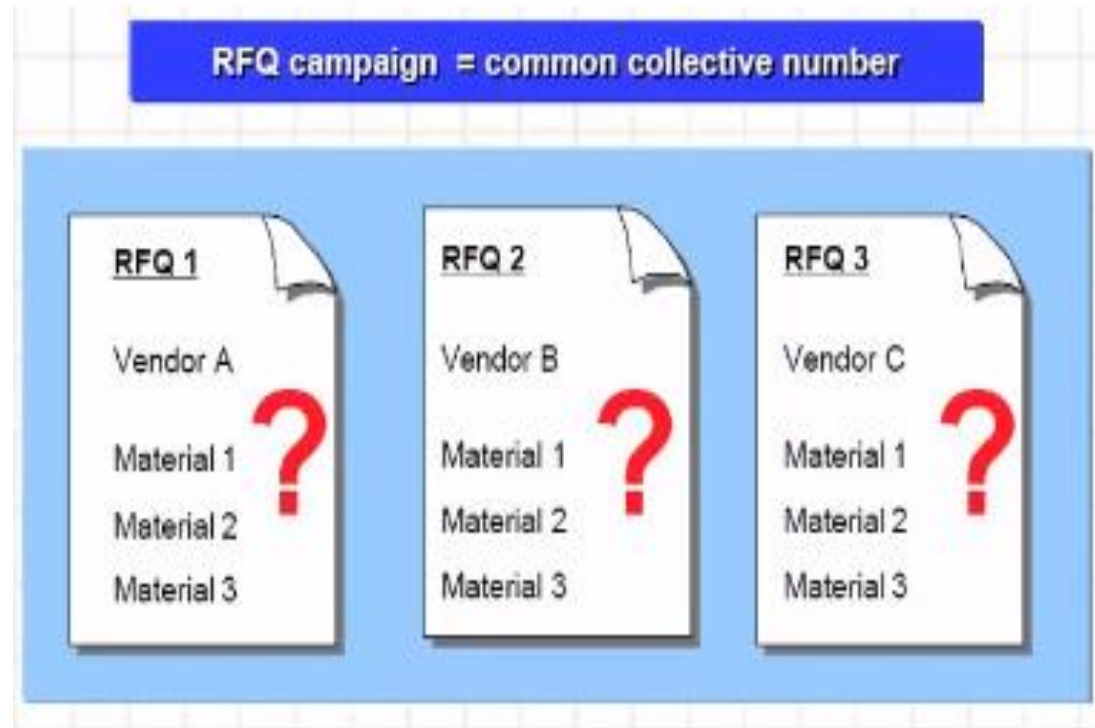 RFQ campaign = common collective number
RFQ 1
Vendor A
Material 1
Material 2
Material 3
?
RFQ 2
Vendor B
Material 1
Material 2
Material 3
?
RFQ 3
Vendor C
Material 1
Material 2
Material 3
?